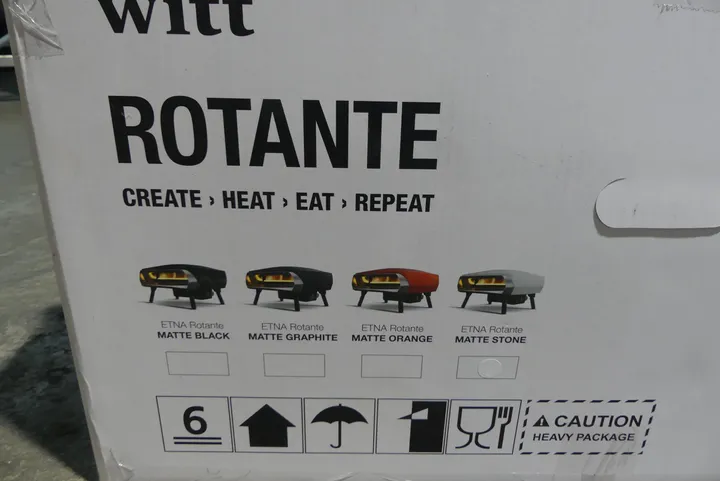 witt
ROTANTE
CREATE › HEAT › EAT › REPEAT
ETNA Rotante
MATTE BLACK
ETNA Rotante
MATTE GRAPHITE
ETNA Rotante
MATTE ORANGE
ETNA Rotante
MATTE STONE
6
CAUTION
HEAVY PACKAGE